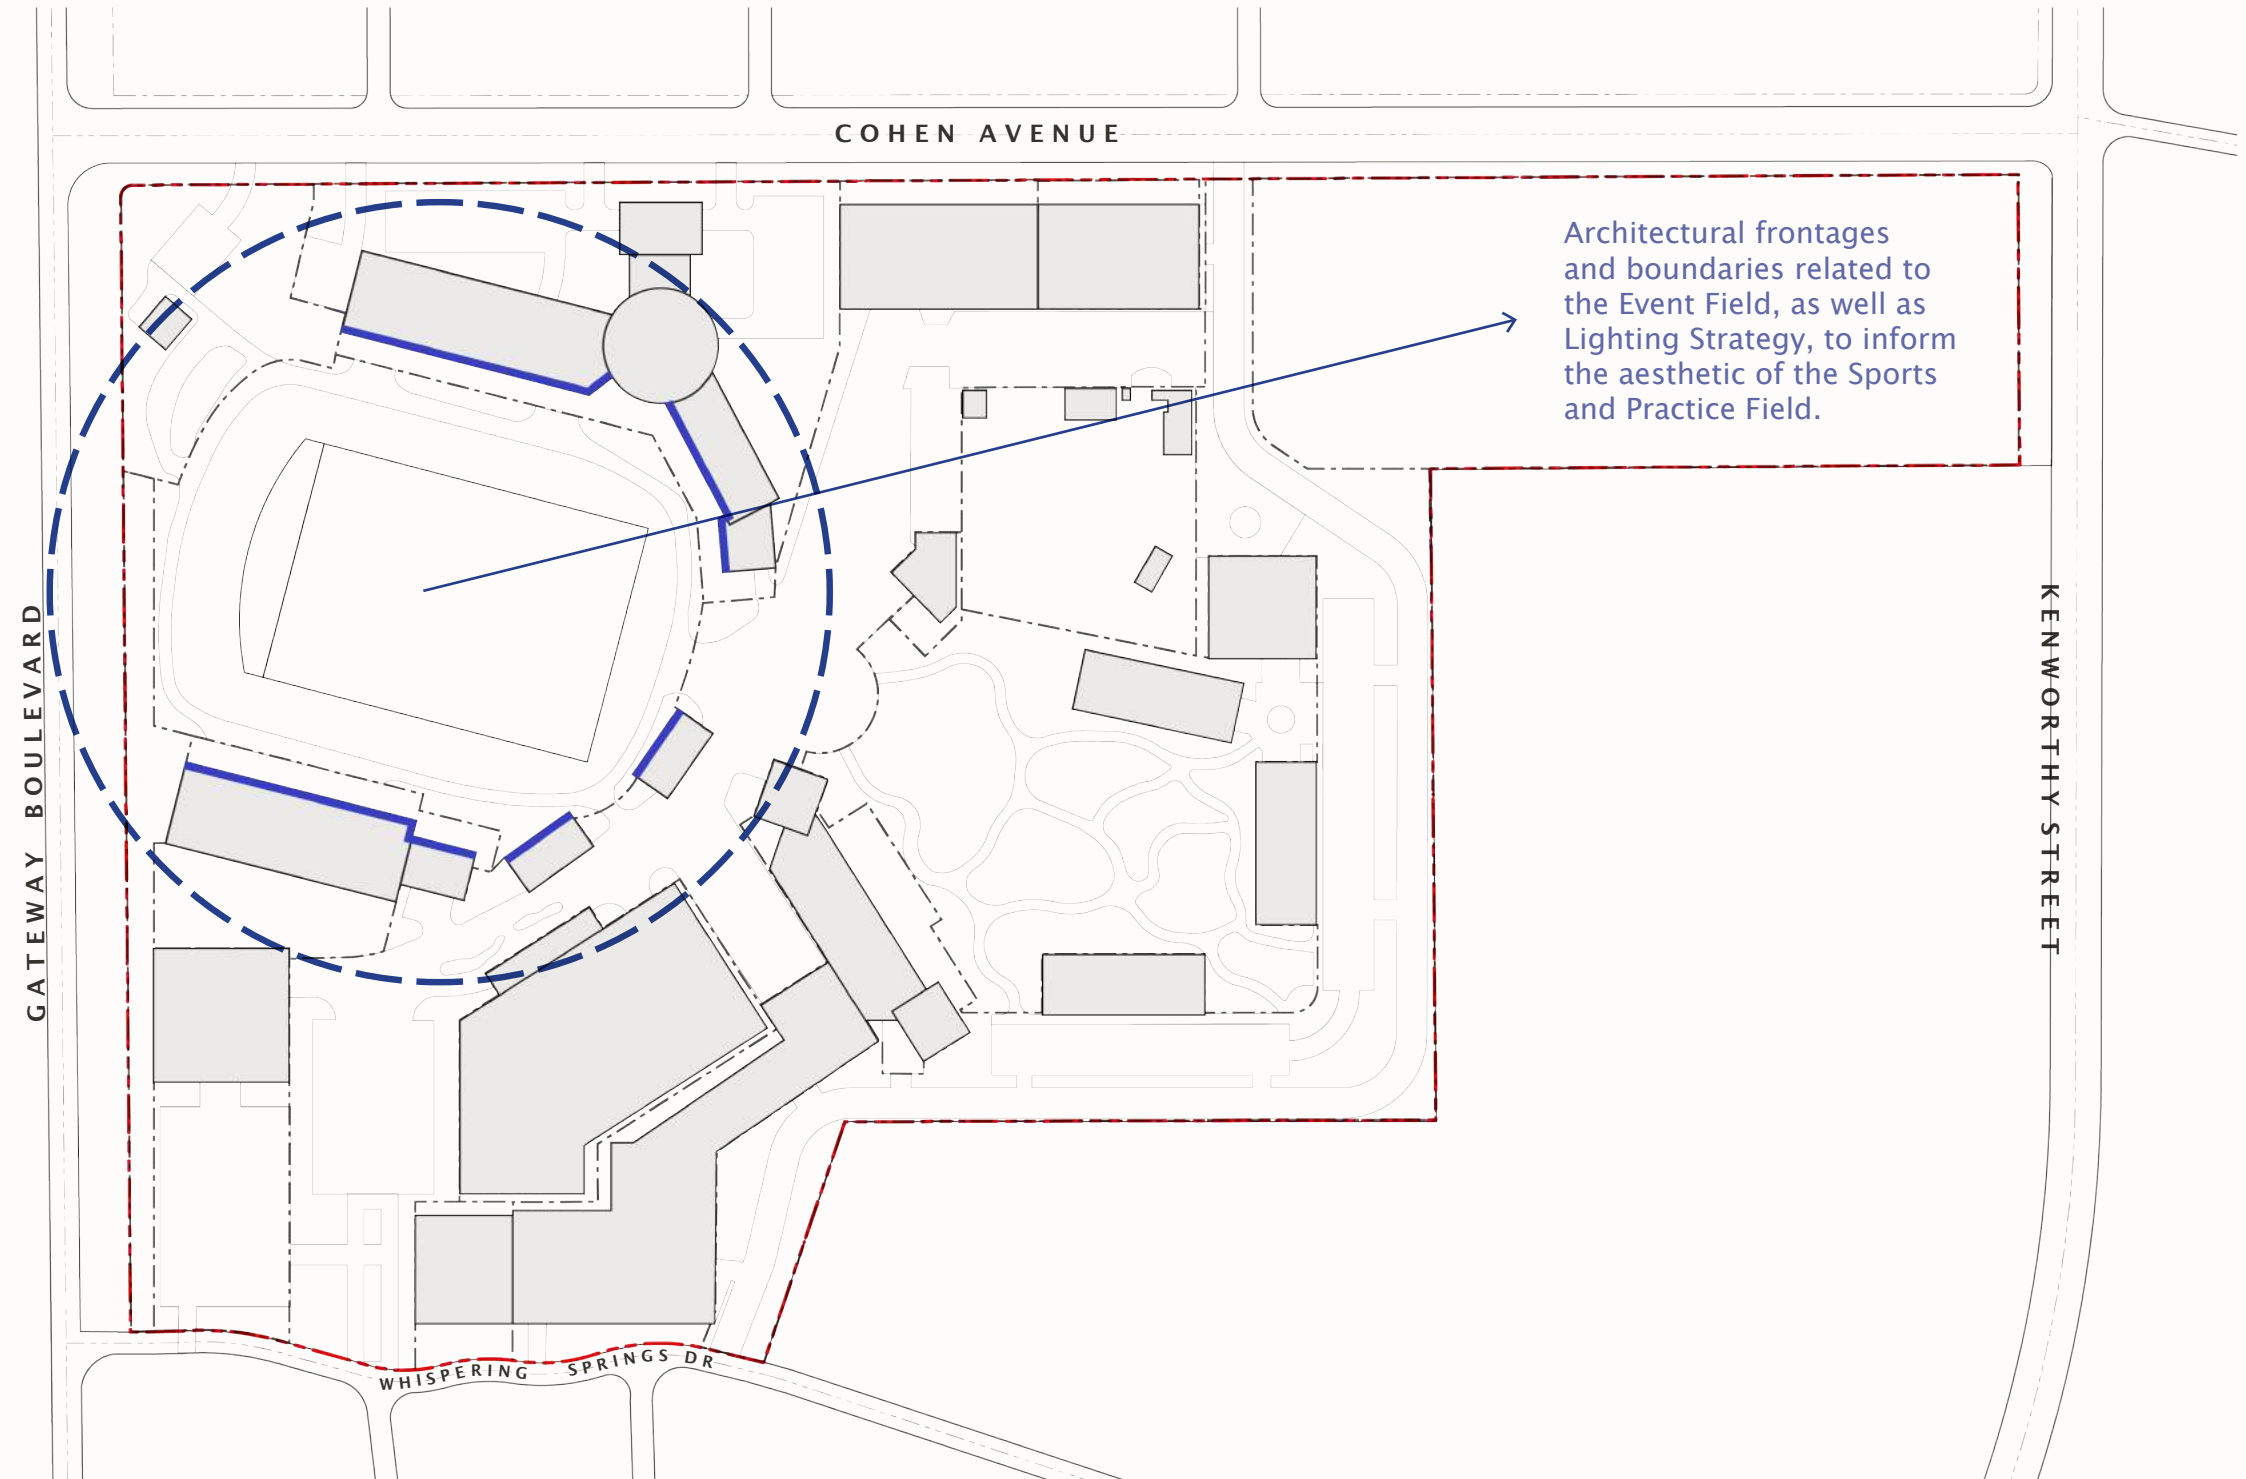 COHEN AVENUE
Architectural frontages
and boundaries related to
the Event Field, as well as
Lighting Strategy, to inform
the aesthetic of the Sports
and Practice Field.
GATEWAY BOULEVARD
KENWORTHY STREET
WHISPERING SPRINGS DR